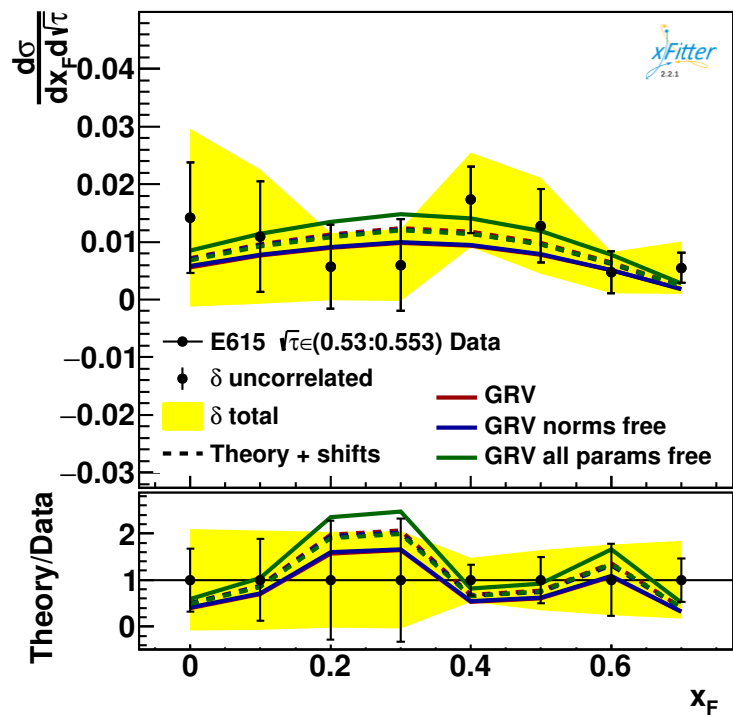 dσ
dx_F d√τ
xFitter
2.2.1
0.04
0.03
0.02
0.01
0
−0.01
−0.02
−0.03
E615 √τ∈(0.53:0.553) Data
δ uncorrelated
δ total
Theory + shifts
GRV
GRV norms free
GRV all params free
Theory/Data
2
1
0
0 0.2 0.4 0.6
x_F